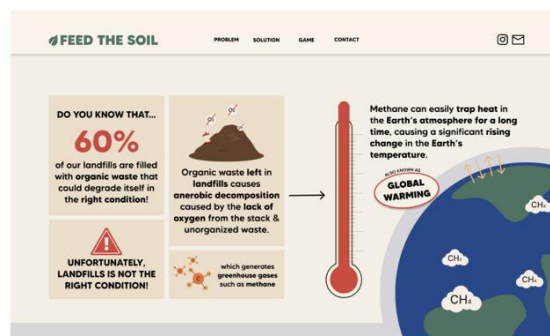 FEED THE SOIL
PROBLEM
SOLUTION
GAME
CONTACT
DO YOU KNOW THAT...
60%
of our landfills are filled
with organic waste that
could degrade itself in
the right condition!
UNFORTUNATELY,
LANDFILLS IS NOT THE
RIGHT CONDITION!
O₂
O₂
Organic waste left in
landfills causes
anerobic decomposition
caused by the lack of
oxygen from the stack &
unorganized waste.
which generates
greenhouse gases
such as methane
Methane can easily trap heat in
the Earth's atmosphere for a long
time, causing a significant rising
change in the Earth's
temperature.
ALSO KNOWN AS
GLOBAL
WARMING
CH₄
CH₄
CH₄
CH₄